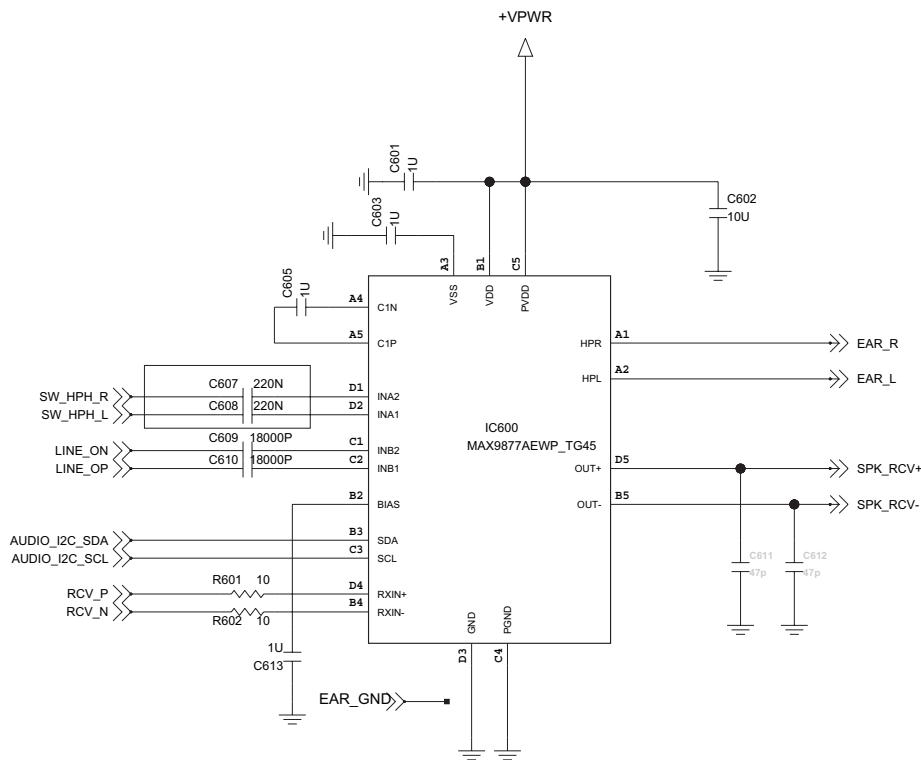 +VPWR
C601
1U
C603
1U
C602
10U
A3
B1
C5
C605
1U
VSS
VDD
PVDD
A4
C1N
A5
C1P
HPR
A1
EAR_R
HPL
A2
EAR_L
C607 220N
SW_HPH_R
D1
INA2
SW_HPH_L
C608 220N
D2
INA1
C609 18000P
LINE_ON
C1
INB2
LINE_OP
C610 18000P
C2
INB1
IC600
MAX9877AEWP_TG45
OUT+
D5
SPK_RCV+
B2
BIAS
OUT-
B5
SPK_RCV-
AUDIO_I2C_SDA
B3
SDA
AUDIO_I2C_SCL
C3
SCL
C611
47p
C612
47p
R601 10
RCV_P
D4
RXIN+
RCV_N
B4
RXIN-
R602 10
GND
PGND
1U
C613
D3
C4
EAR_GND